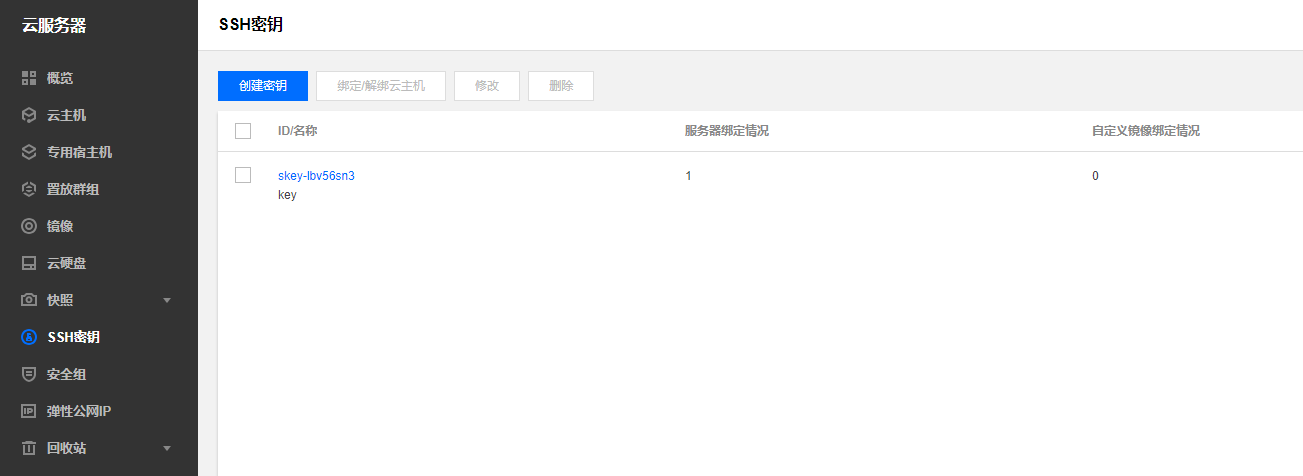 云服务器
概览
云主机
专用宿主机
置放群组
镜像
云硬盘
快照
SSH密钥
安全组
弹性公网IP
回收站
SSH密钥
创建密钥 绑定/解绑云主机 修改 删除
ID/名称 服务器绑定情况 自定义镜像绑定情况
skey-lbv56sn3 1 0
key